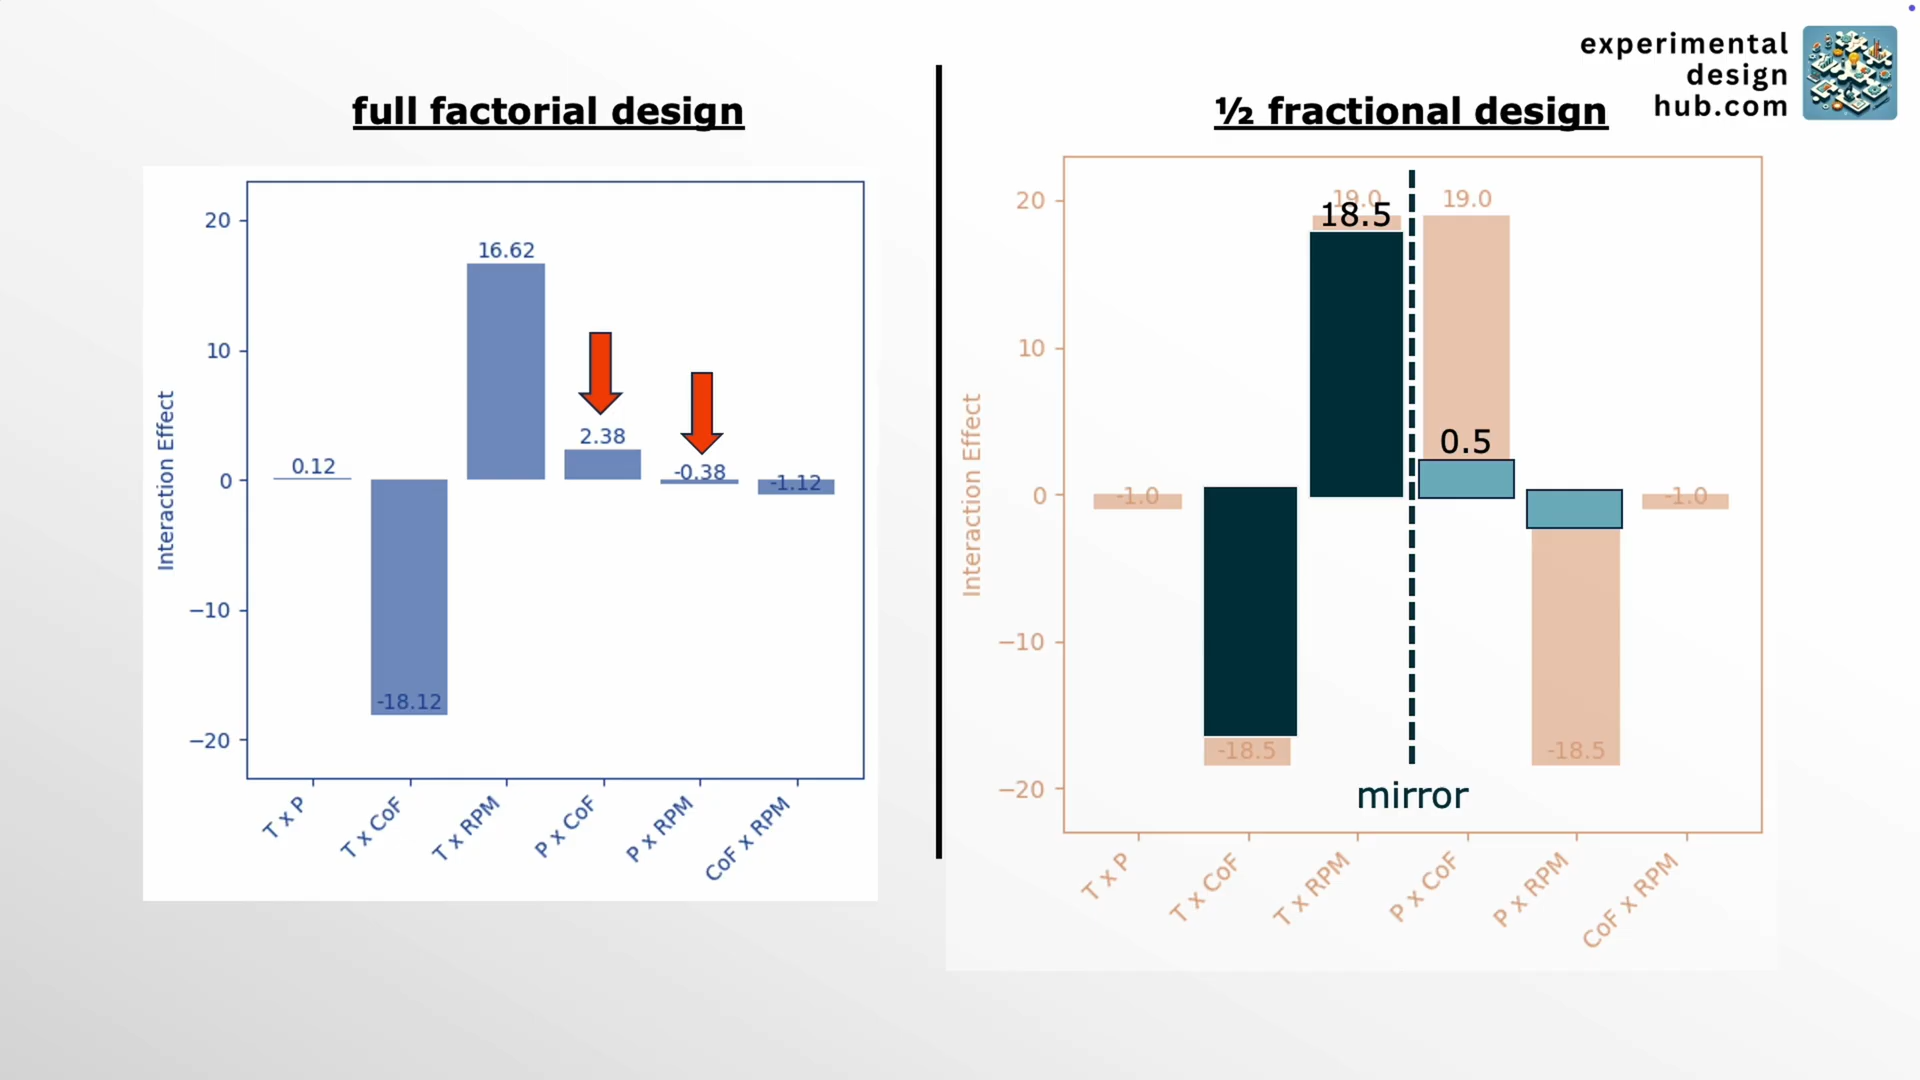 experimental
design
hub.com
full factorial design
½ fractional design
Interaction Effect
20
10
0
−10
−20
0.12
-18.12
16.62
2.38
-0.38
-1.12
T x P
T x CoF
T x RPM
P x CoF
P x RPM
CoF x RPM
Interaction Effect
20
10
0
−10
−20
-1.0
-18.5
19.0
18.5
19.0
0.5
-18.5
-1.0
mirror
T x P
T x CoF
T x RPM
P x CoF
P x RPM
CoF x RPM